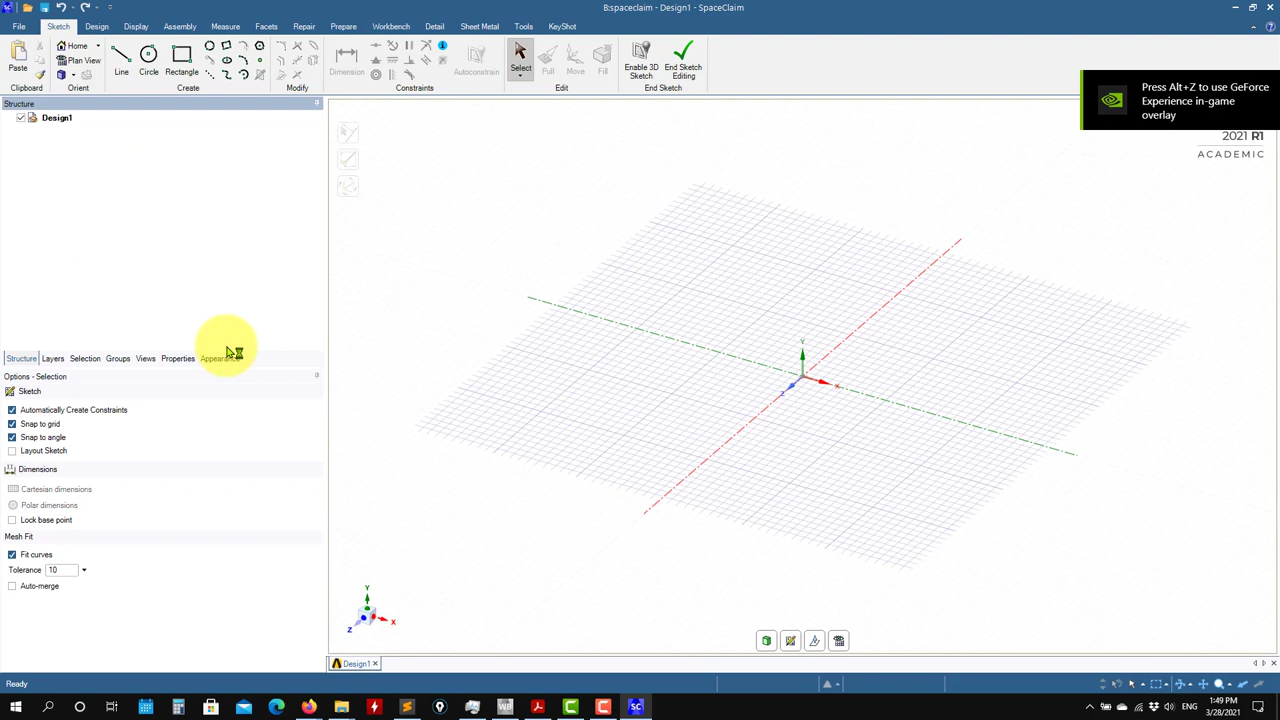 B:spaceclaim - Design1 - SpaceClaim
File Sketch Design Display Assembly Measure Facets Repair Prepare Workbench Detail Sheet Metal Tools KeyShot
Paste
Home
Plan View
Line Circle Rectangle
Dimension
Autoconstrain
Select Pull Move Fill
Enable 3D Sketch
End Sketch Editing
Clipboard Orient Create Modify Constraints Edit End Sketch
Press Alt+Z to use GeForce
Experience in-game
overlay
Structure
Design1
2021 R1
ACADEMIC
Y
X
Z
Structure Layers Selection Groups Views Properties Appearance
Options - Selection
Sketch
Automatically Create Constraints
Snap to grid
Snap to angle
Layout Sketch
Dimensions
Cartesian dimensions
Polar dimensions
Lock base point
Mesh Fit
Fit curves
Tolerance 10
Auto-merge
Y
X
Z
Design1
Ready
SC
WB
SC
1:49 PM
3/28/2021